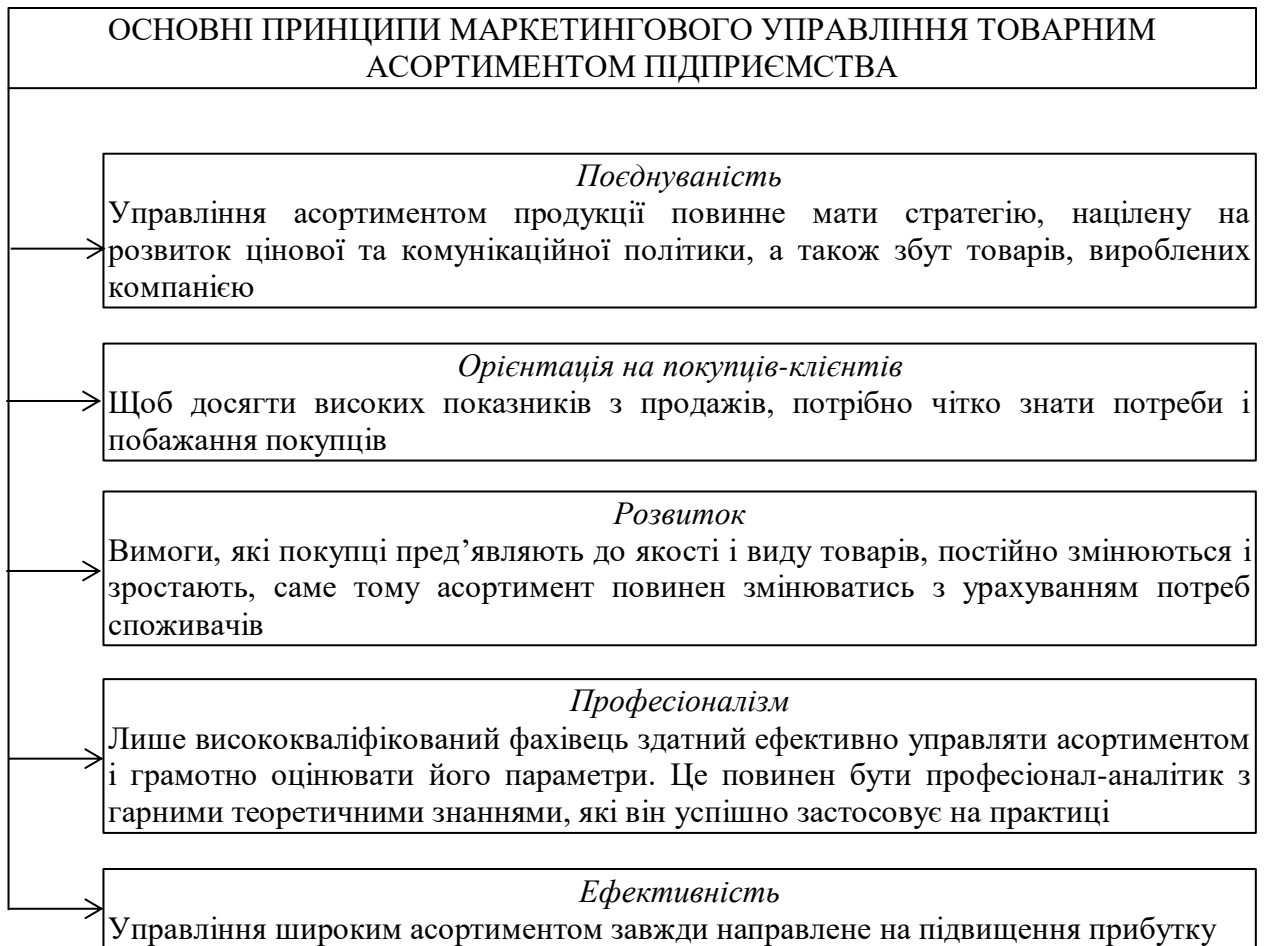 ОСНОВНІ ПРИНЦИПИ МАРКЕТИНГОВОГО УПРАВЛІННЯ ТОВАРНИМ
АСОРТИМЕНТОМ ПІДПРИЄМСТВА
Поєднуваність
Управління асортиментом продукції повинне мати стратегію, націлену на
розвиток цінової та комунікаційної політики, а також збут товарів, вироблених
компанією
Орієнтація на покупців-клієнтів
Щоб досягти високих показників з продажів, потрібно чітко знати потреби і
побажання покупців
Розвиток
Вимоги, які покупці пред’являють до якості і виду товарів, постійно змінюються і
зростають, саме тому асортимент повинен змінюватись з урахуванням потреб
споживачів
Професіоналізм
Лише висококваліфікований фахівець здатний ефективно управляти асортиментом
і грамотно оцінювати його параметри. Це повинен бути професіонал-аналітик з
гарними теоретичними знаннями, які він успішно застосовує на практиці
Ефективність
Управління широким асортиментом завжди направлене на підвищення прибутку